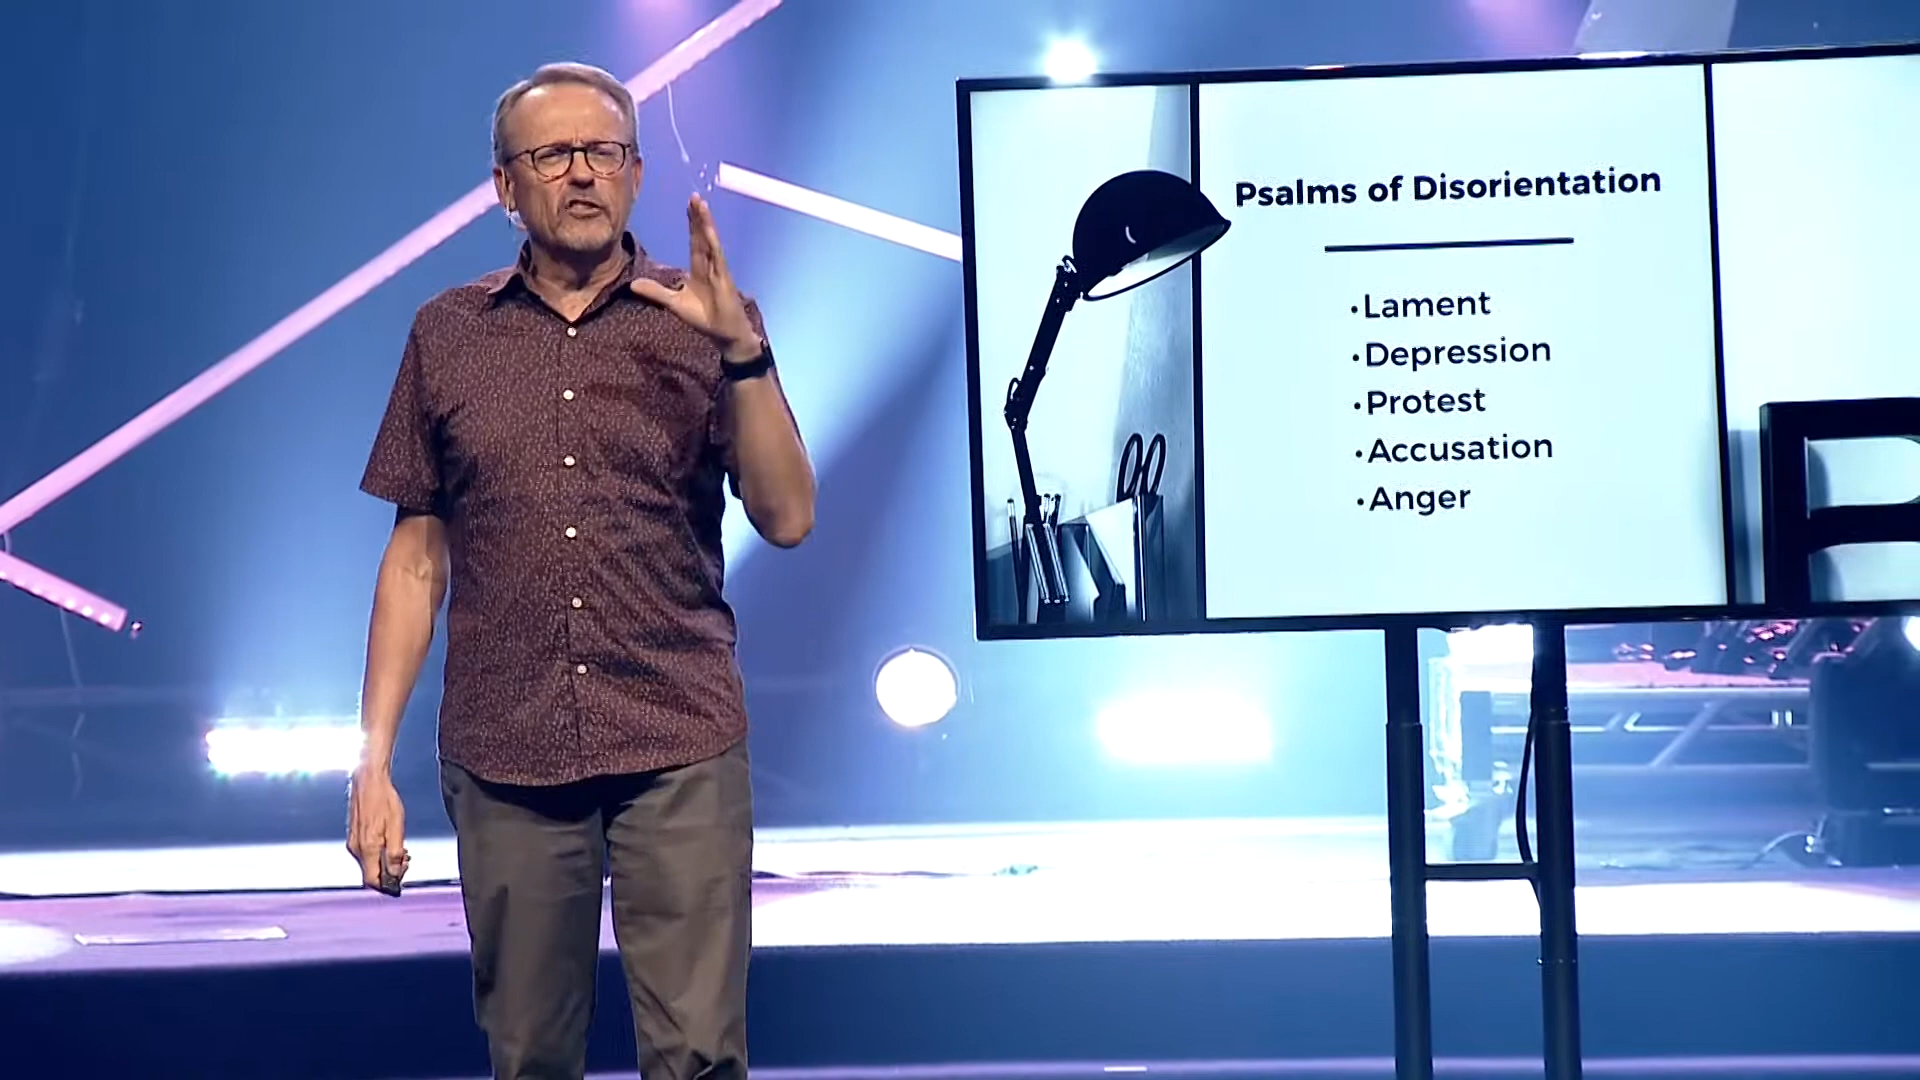 Psalms of Disorientation
•Lament
•Depression
•Protest
•Accusation
•Anger